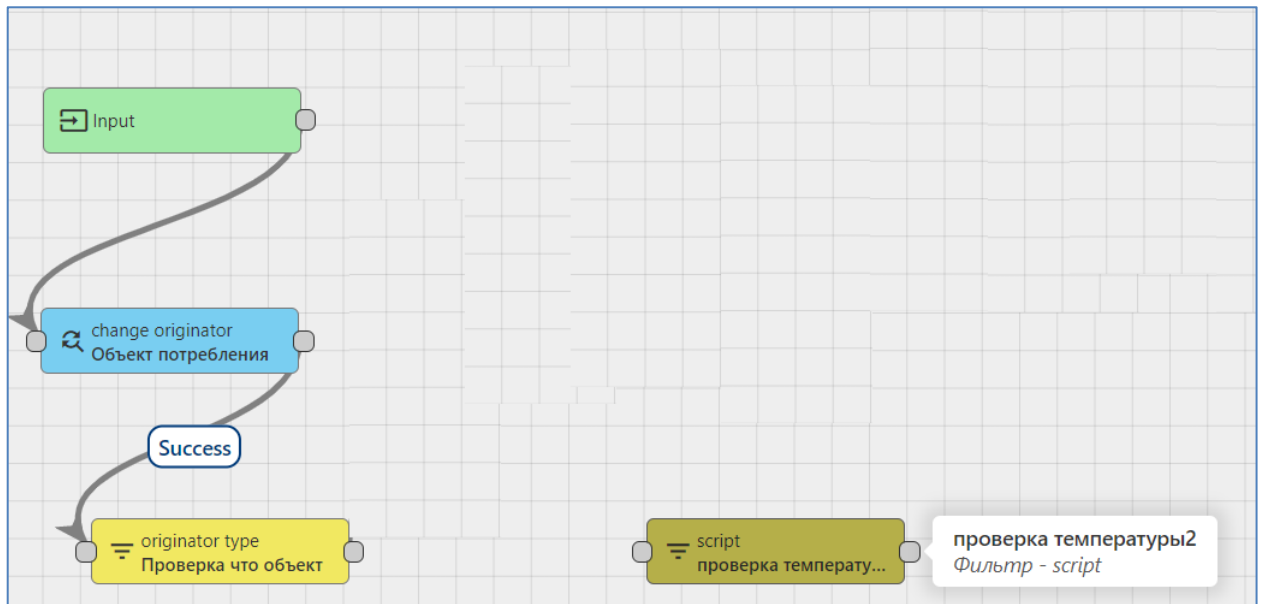 Input
change originator
Объект потребления
Success
originator type
Проверка что объект
script
проверка температу...
проверка температуры2
Фильтр - script